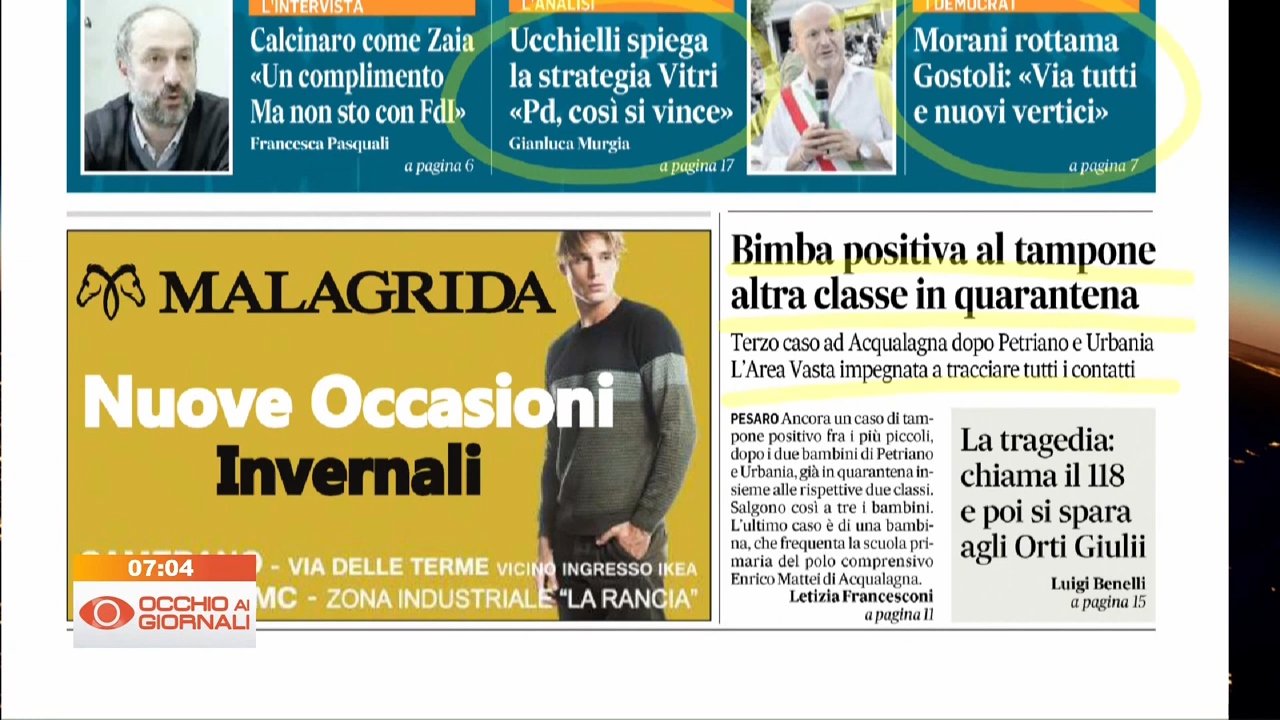 L'INTERVISTA
Calcinaro come Zaia
«Un complimento
Ma non sto con FdI»
Francesca Pasquali
a pagina 6
L'ANALISI
Ucchielli spiega
la strategia Vitri
«Pd, così si vince»
Gianluca Murgia
a pagina 17
I DEMOCRAT
Morani rottama
Gostoli: «Via tutti
e nuovi vertici»
a pagina 7
MALAGRIDA
Nuove Occasioni
Invernali
- VIA DELLE TERME VICINO INGRESSO IKEA
MC - ZONA INDUSTRIALE "LA RANCIA"
Bimba positiva al tampone
altra classe in quarantena
Terzo caso ad Acqualagna dopo Petriano e Urbania
L'Area Vasta impegnata a tracciare tutti i contatti
PESARO Ancora un caso di tam-
pone positivo fra i più piccoli,
dopo i due bambini di Petriano
e Urbania, già in quarantena in-
sieme alle rispettive due classi.
Salgono così a tre i bambini.
L'ultimo caso è di una bambi-
na, che frequenta la scuola pri-
maria del polo comprensivo
Enrico Mattei di Acqualagna.
Letizia Francesconi
a pagina 11
La tragedia:
chiama il 118
e poi si spara
agli Orti Giulii
Luigi Benelli
a pagina 15
07:04
OCCHIO AI
GIORNALI